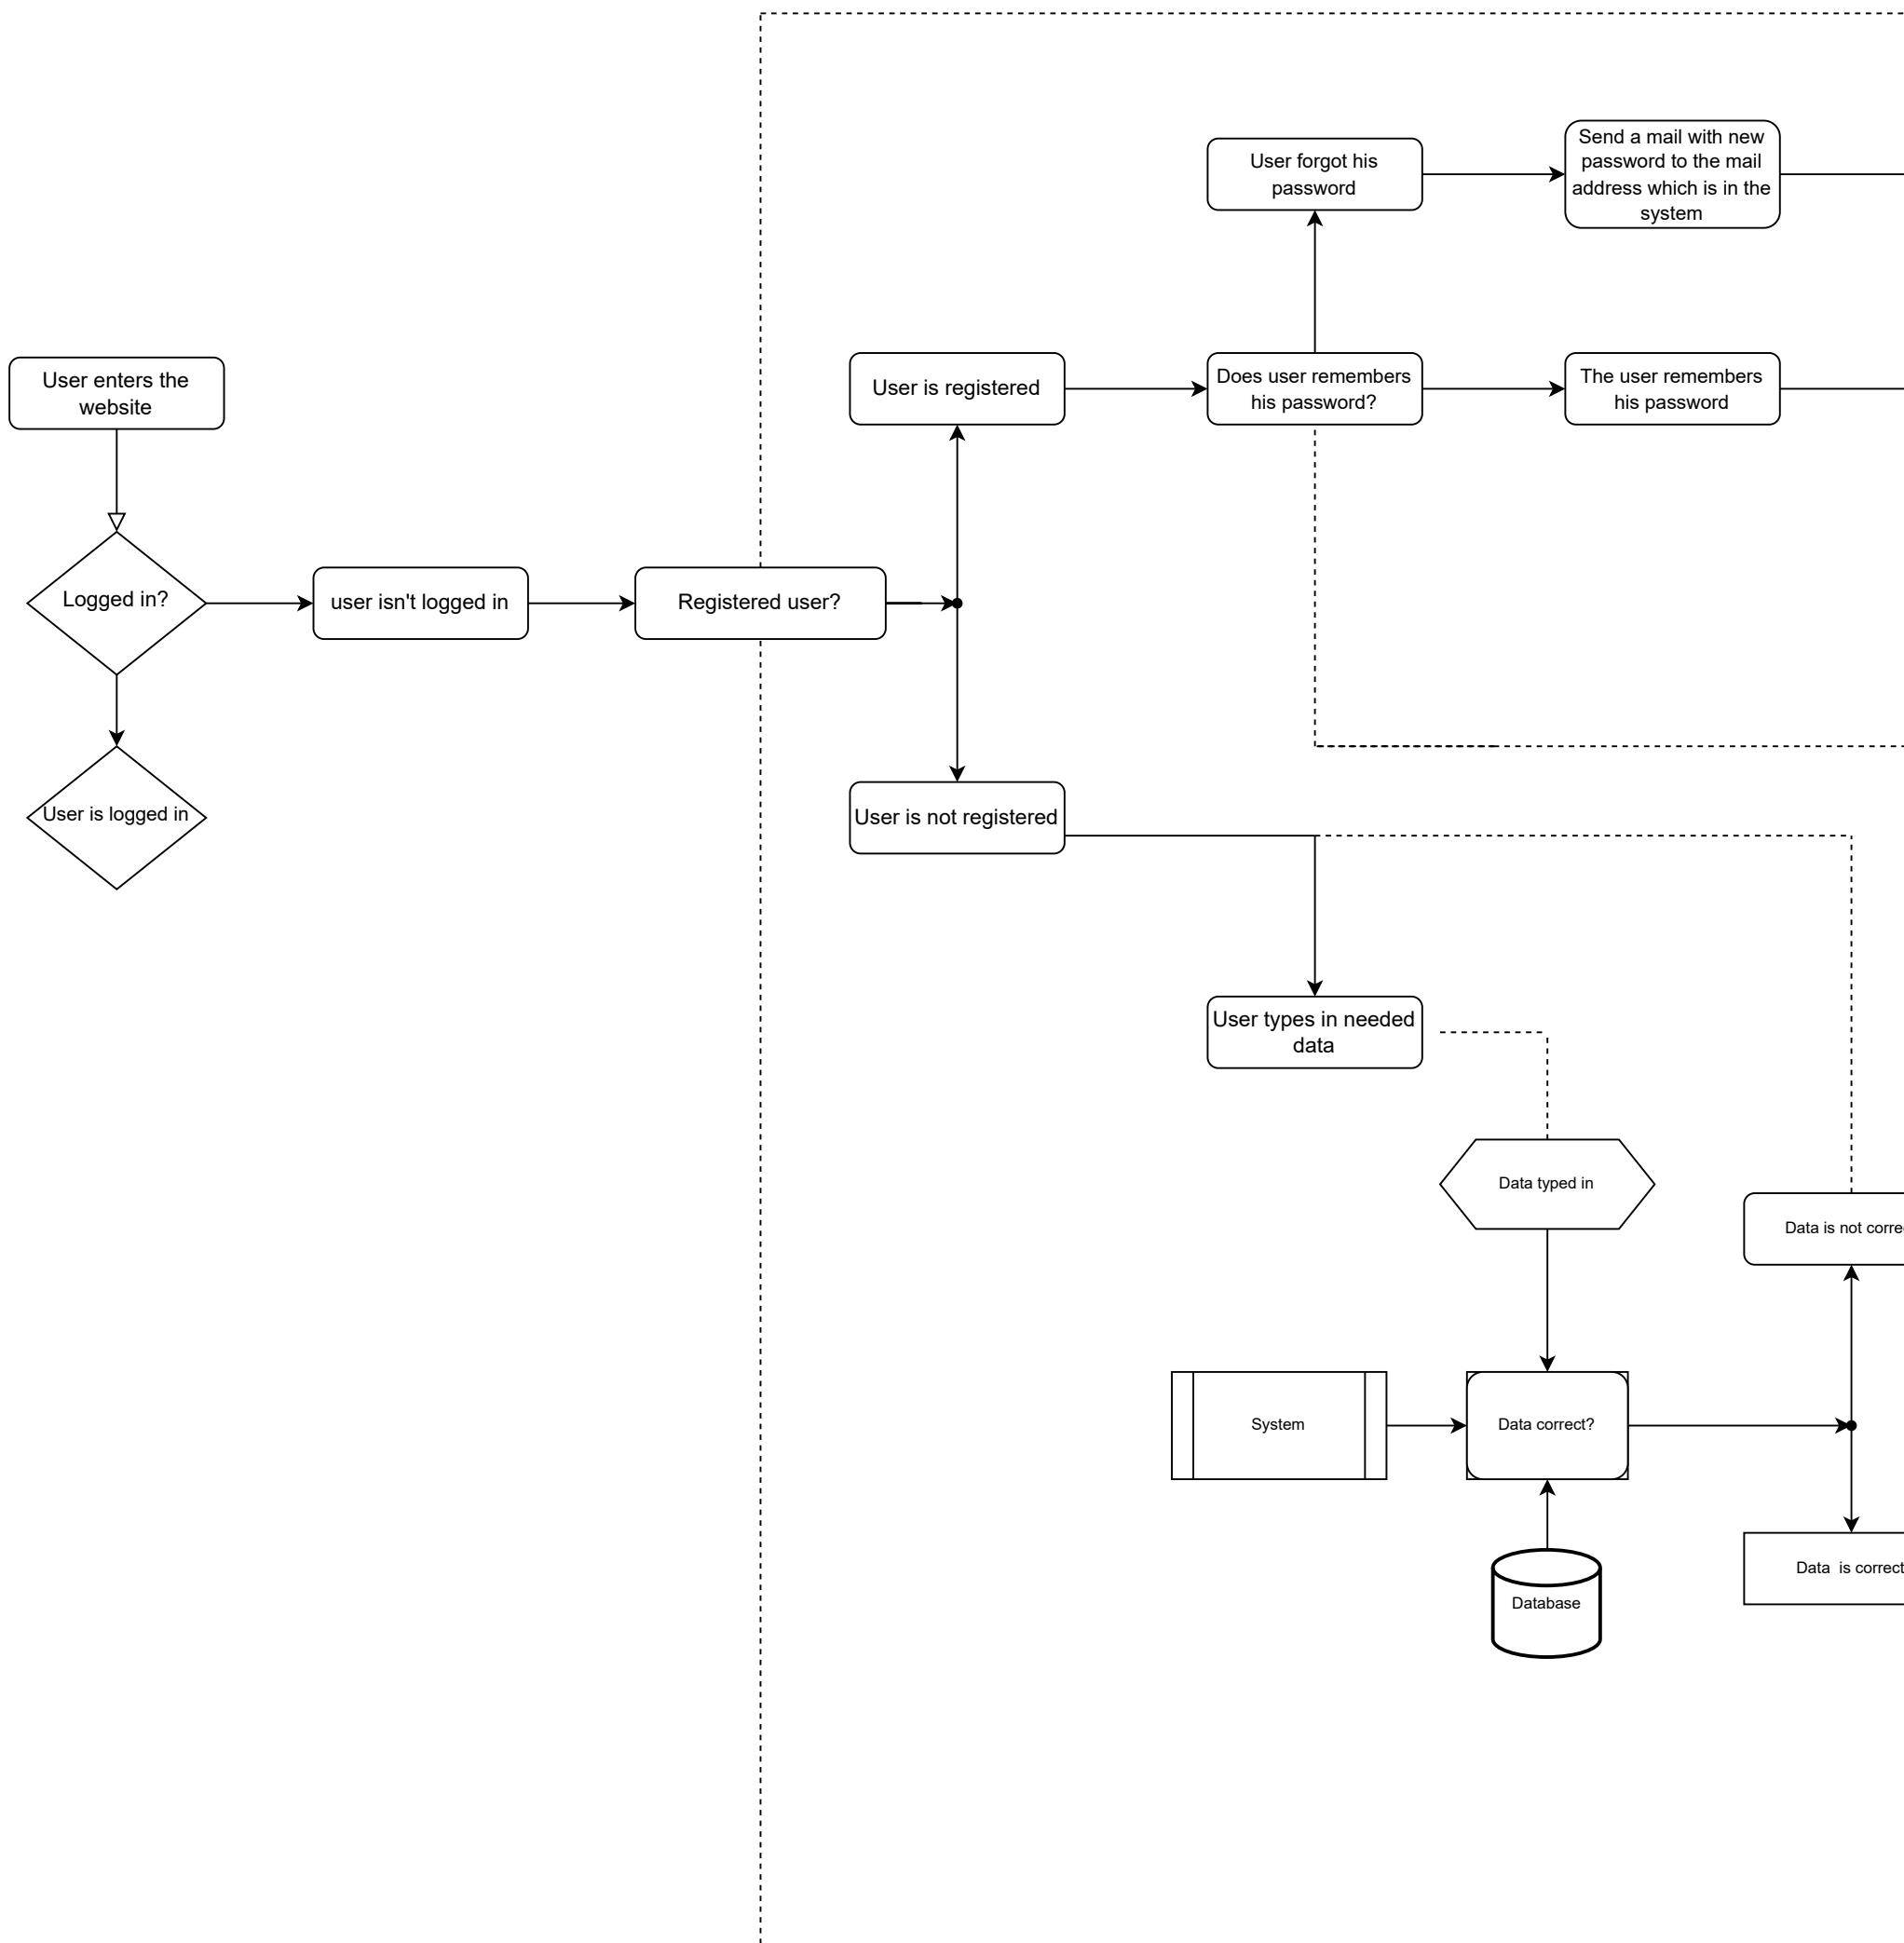 User forgot his
password
Send a mail with new
password to the mail
address which is in the
system
User enters the
website
User is registered
Does user remembers
his password?
The user remembers
his password
Logged in?
user isn't logged in
Registered user?
User is logged in
User is not registered
User types in needed
data
Data typed in
Data is not corre
System
Data correct?
Data  is correct
Database